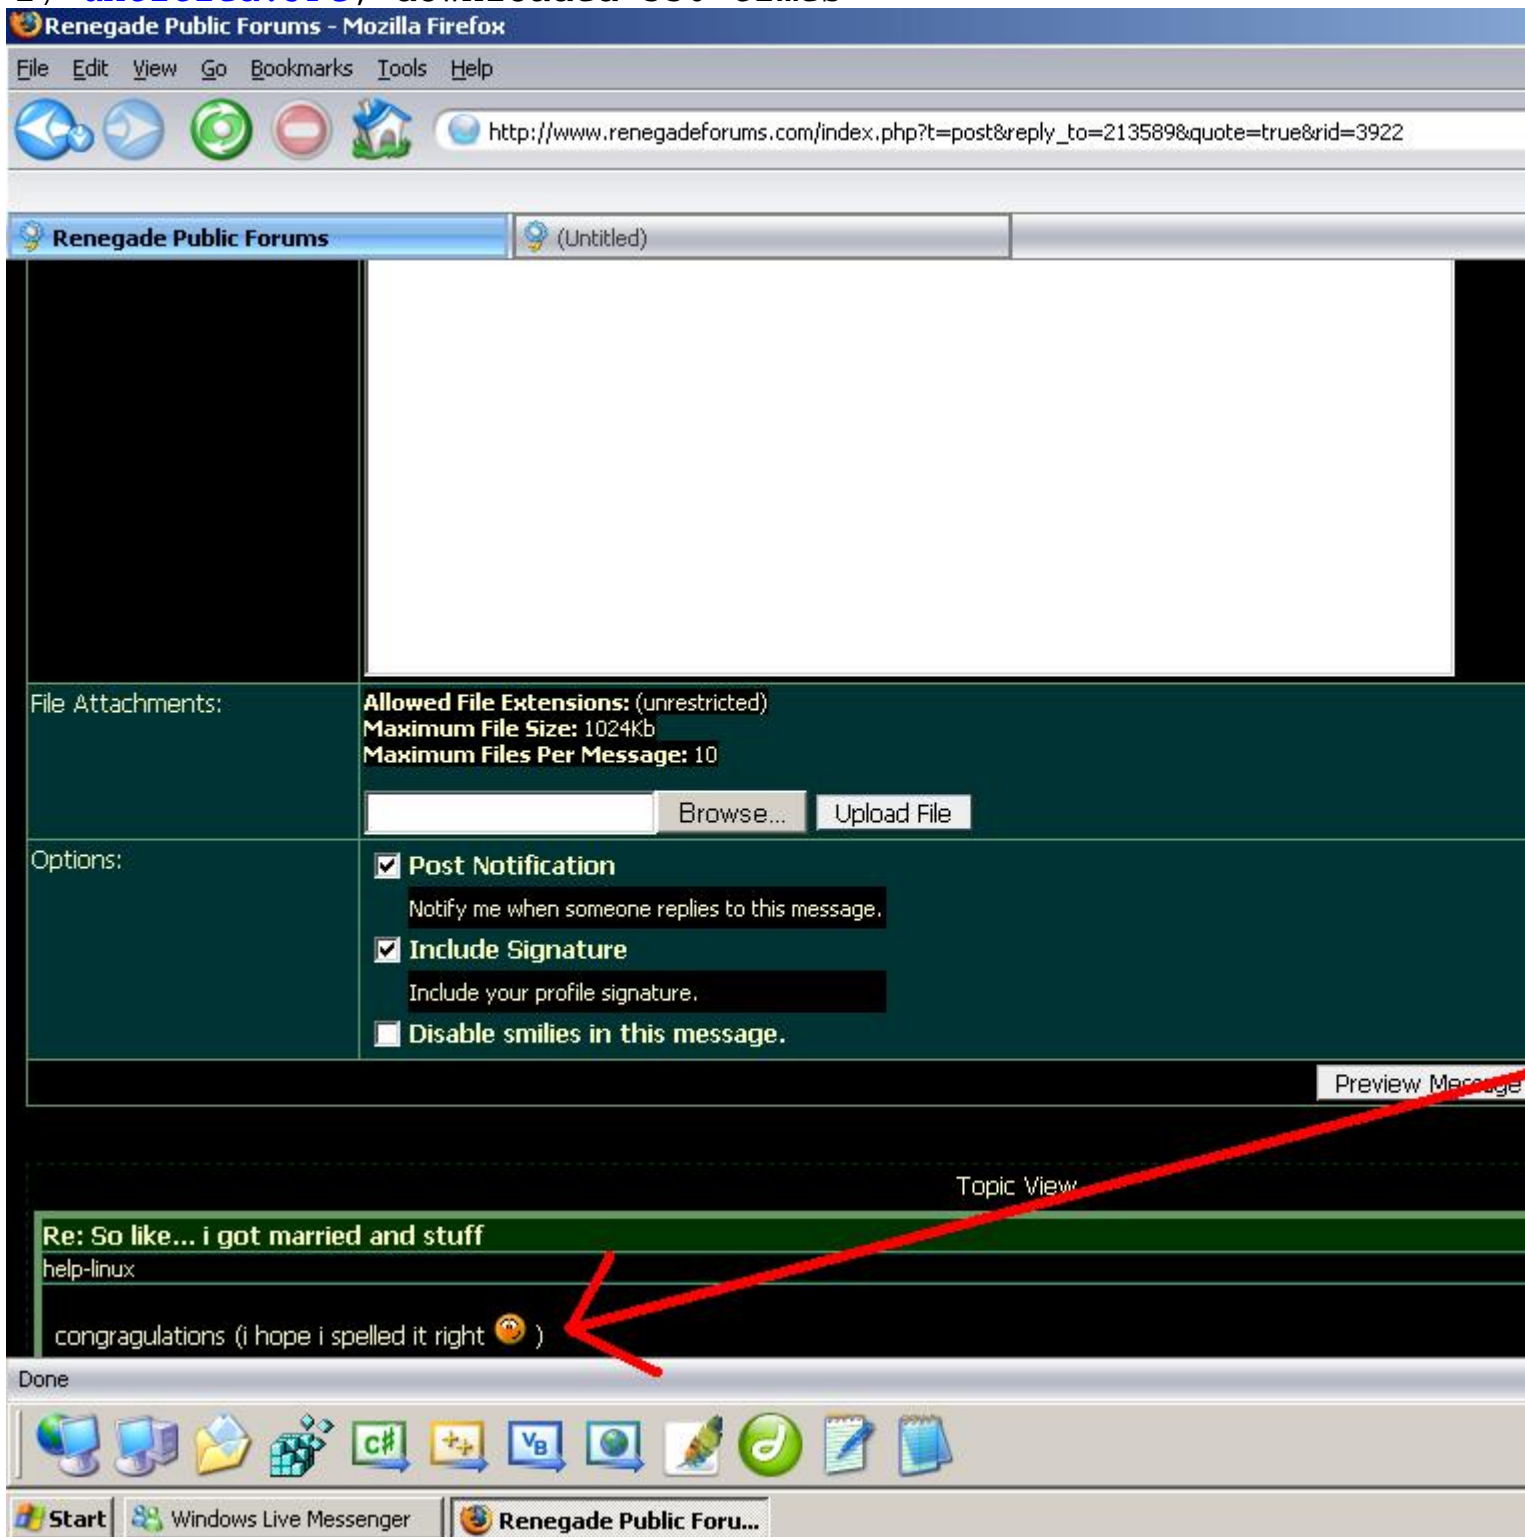 Renegade Public Forums - Mozilla Firefox
File Edit View Go Bookmarks Tools Help
http://www.renegadeforums.com/index.php?t=post&reply_to=213589&quote=true&rid=3922
Renegade Public Forums (Untitled)
File Attachments:
Allowed File Extensions: (unrestricted)
Maximum File Size: 1024Kb
Maximum Files Per Message: 10
Browse... Upload File
Options:
Post Notification
Notify me when someone replies to this message.
Include Signature
Include your profile signature.
Disable smilies in this message.
Preview Message
Topic View
Re: So like... i got married and stuff
help-linux
congragulations (i hope i spelled it right )
Done
C# ++ VB
Start Windows Live Messenger Renegade Public Foru...